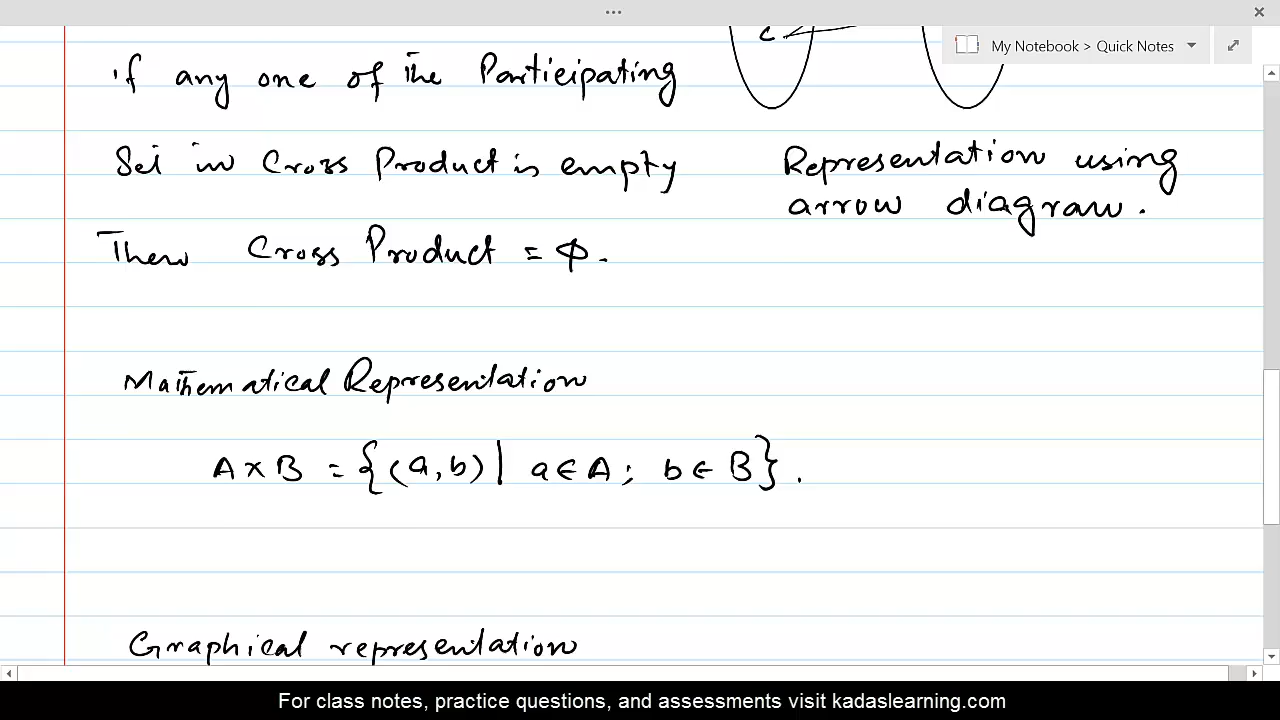 My Notebook > Quick Notes
c
if any one of the Participating
Set in Cross Product is empty
Then Cross Product = φ.
Representation using
arrow diagram.
Mathematical Representation
A × B = {(a, b) | a ∈ A ; b ∈ B}.
Graphical representation
For class notes, practice questions, and assessments visit kadaslearning.com